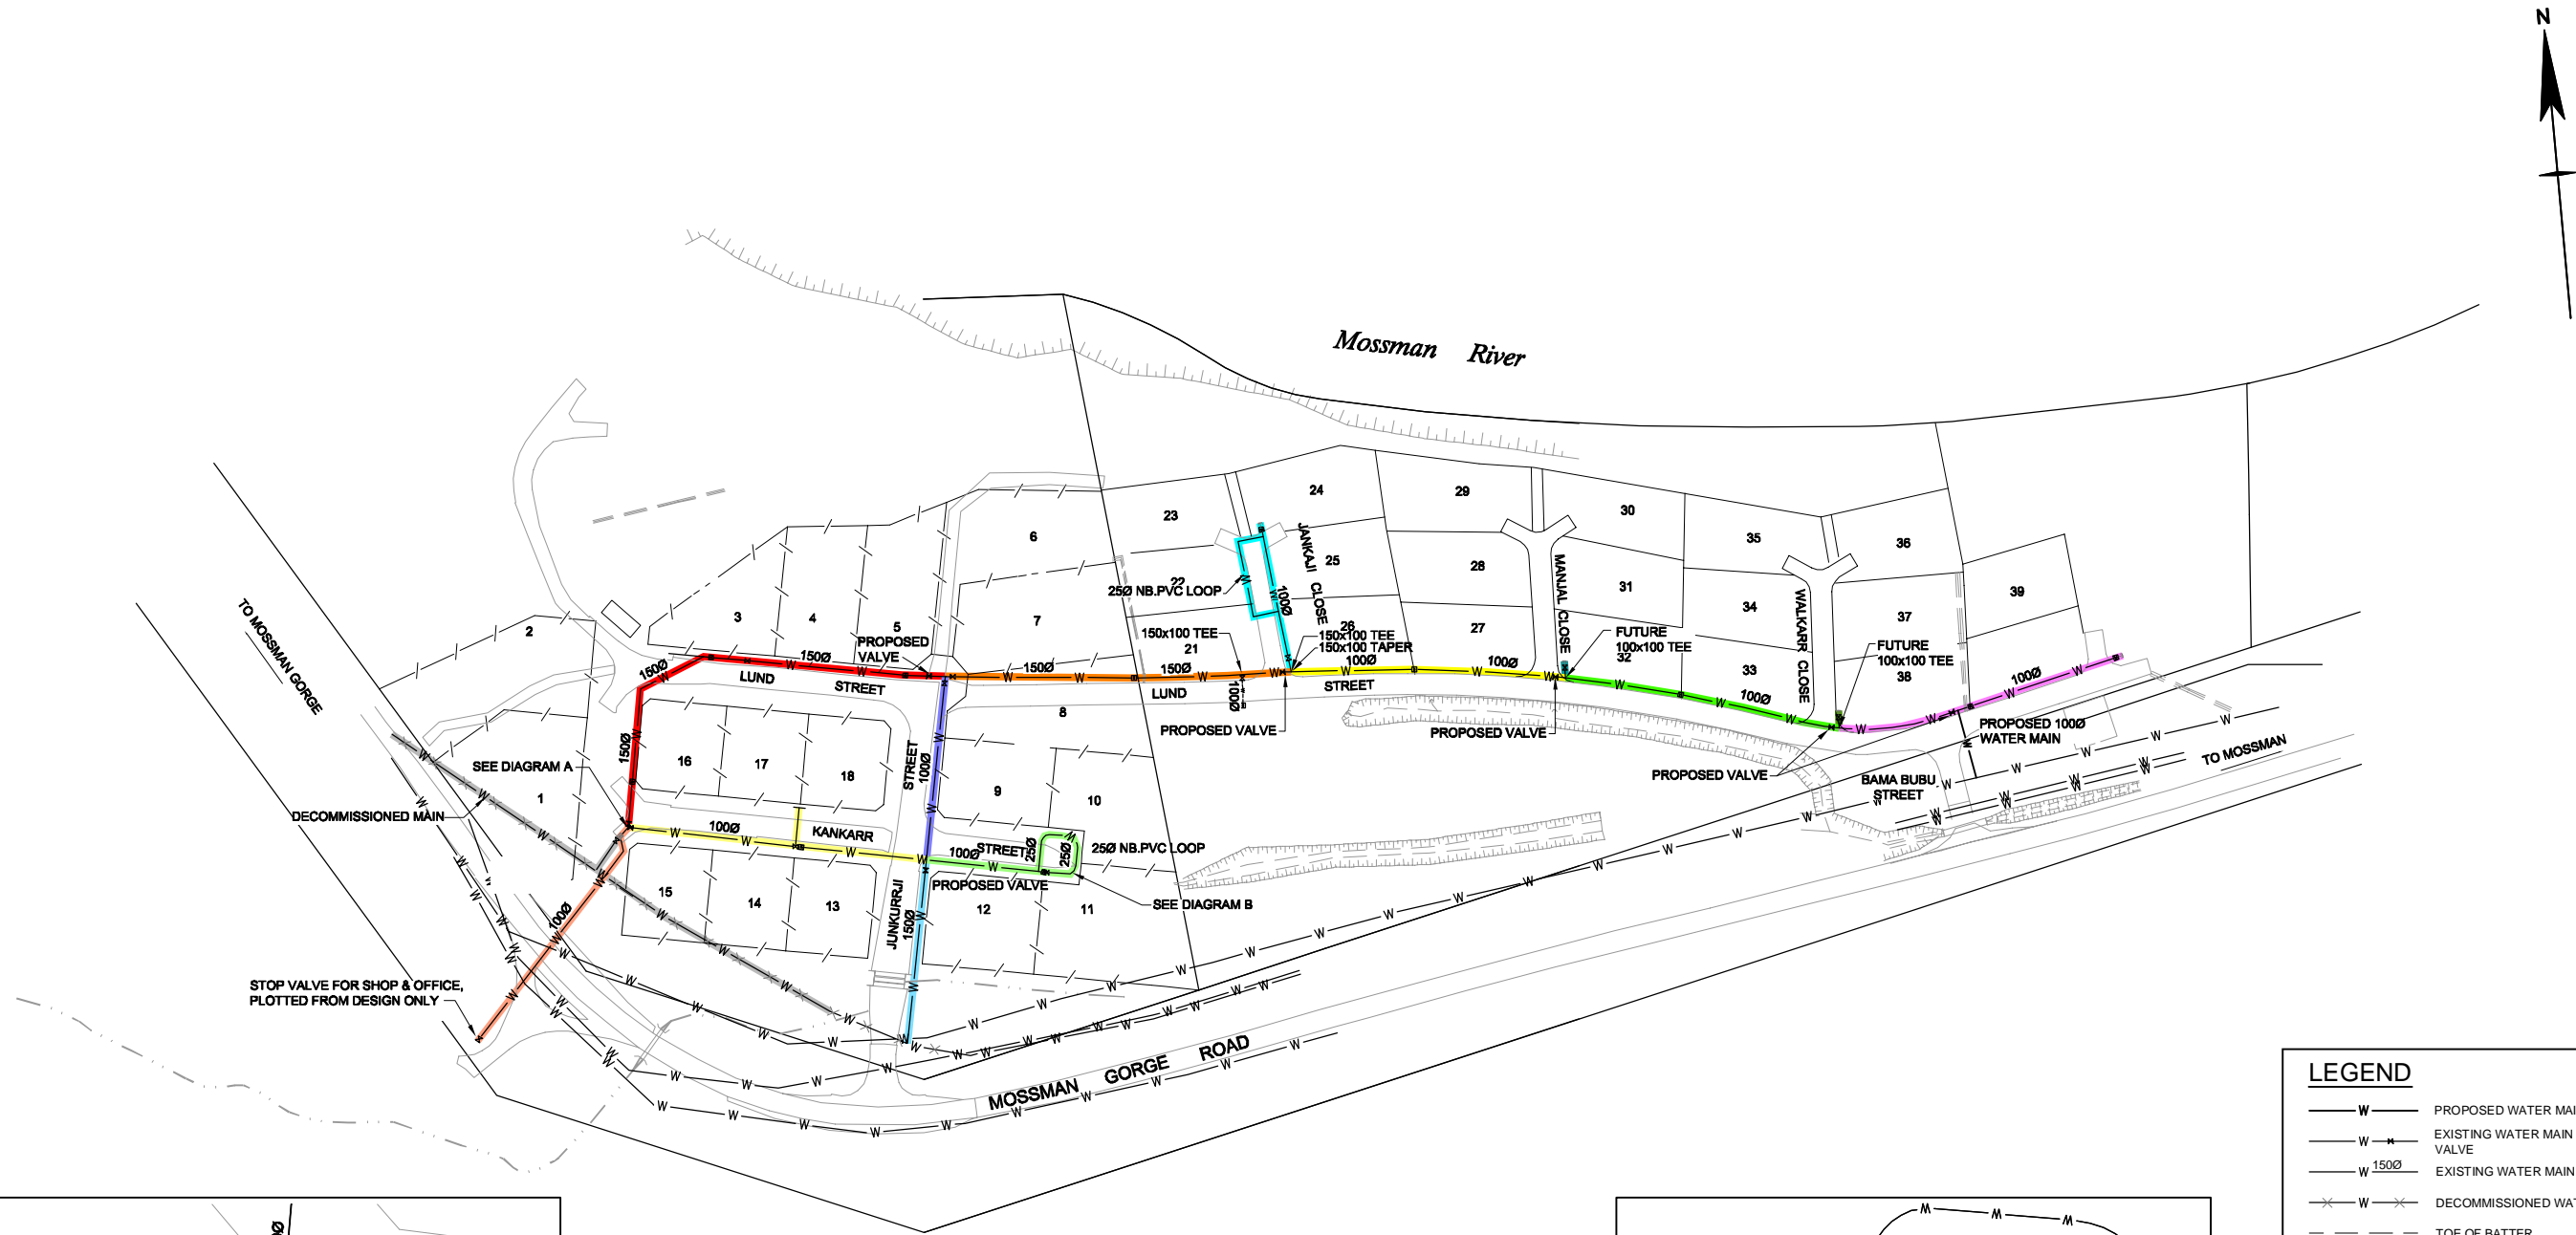 N
Mossman River
TO MOSSMAN GORGE
2
3
4
5
6
7
23
22
21
24
25
26
29
28
27
30
31
32
35
34
33
36
37
38
39
JANKAJI CLOSE
MANJAL CLOSE
WALKARR CLOSE
25Ø NB.PVC LOOP
100Ø
150x100 TEE
150x100 TEE
150x100 TAPER
PROPOSED
VALVE
FUTURE
100x100 TEE
FUTURE
100x100 TEE
150Ø
150Ø
150Ø
150Ø
150Ø
100Ø
100Ø
100Ø
100Ø
100Ø
LUND STREET
LUND STREET
8
PROPOSED VALVE
PROPOSED VALVE
PROPOSED VALVE
PROPOSED 100Ø
WATER MAIN
BAMA BUBU
STREET
TO MOSSMAN
SEE DIAGRAM A
DECOMMISSIONED MAIN
1
16
17
18
STREET
100Ø
9
10
100Ø
KANKARR
STREET
100Ø
25Ø
25Ø
25Ø NB.PVC LOOP
PROPOSED VALVE
SEE DIAGRAM B
15
14
13
12
11
JUNKURRJI
150Ø
100Ø
STOP VALVE FOR SHOP & OFFICE,
PLOTTED FROM DESIGN ONLY
MOSSMAN GORGE ROAD
LEGEND
W PROPOSED WATER MAI
W EXISTING WATER MAIN
VALVE
W 150Ø EXISTING WATER MAIN
W DECOMMISSIONED WAT
TOE OF BATTER
W W W